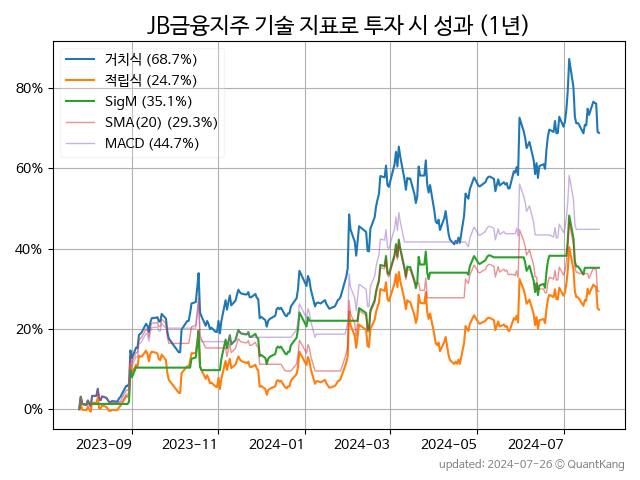 JB금융지주 기술 지표로 투자 시 성과 (1년)
거치식 (68.7%)
적립식 (24.7%)
SigM (35.1%)
SMA(20) (29.3%)
MACD (44.7%)
80%
60%
40%
20%
0%
2023-09 2023-11 2024-01 2024-03 2024-05 2024-07
updated: 2024-07-26 © QuantKang